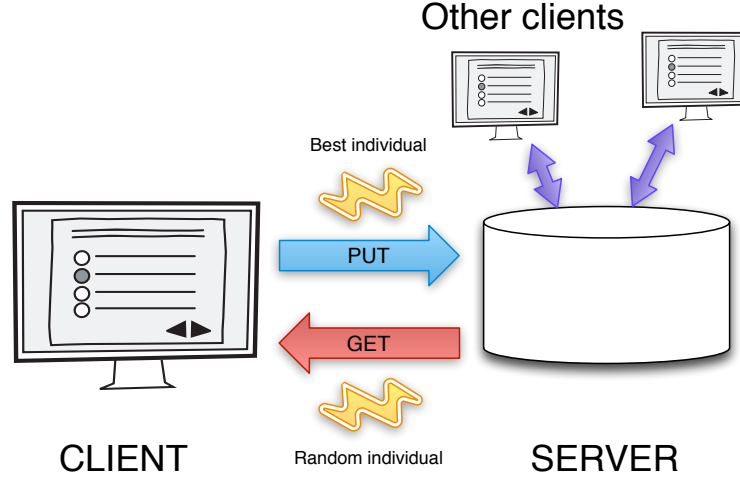 Other clients
Best individual
PUT
GET
Random individual
CLIENT
SERVER